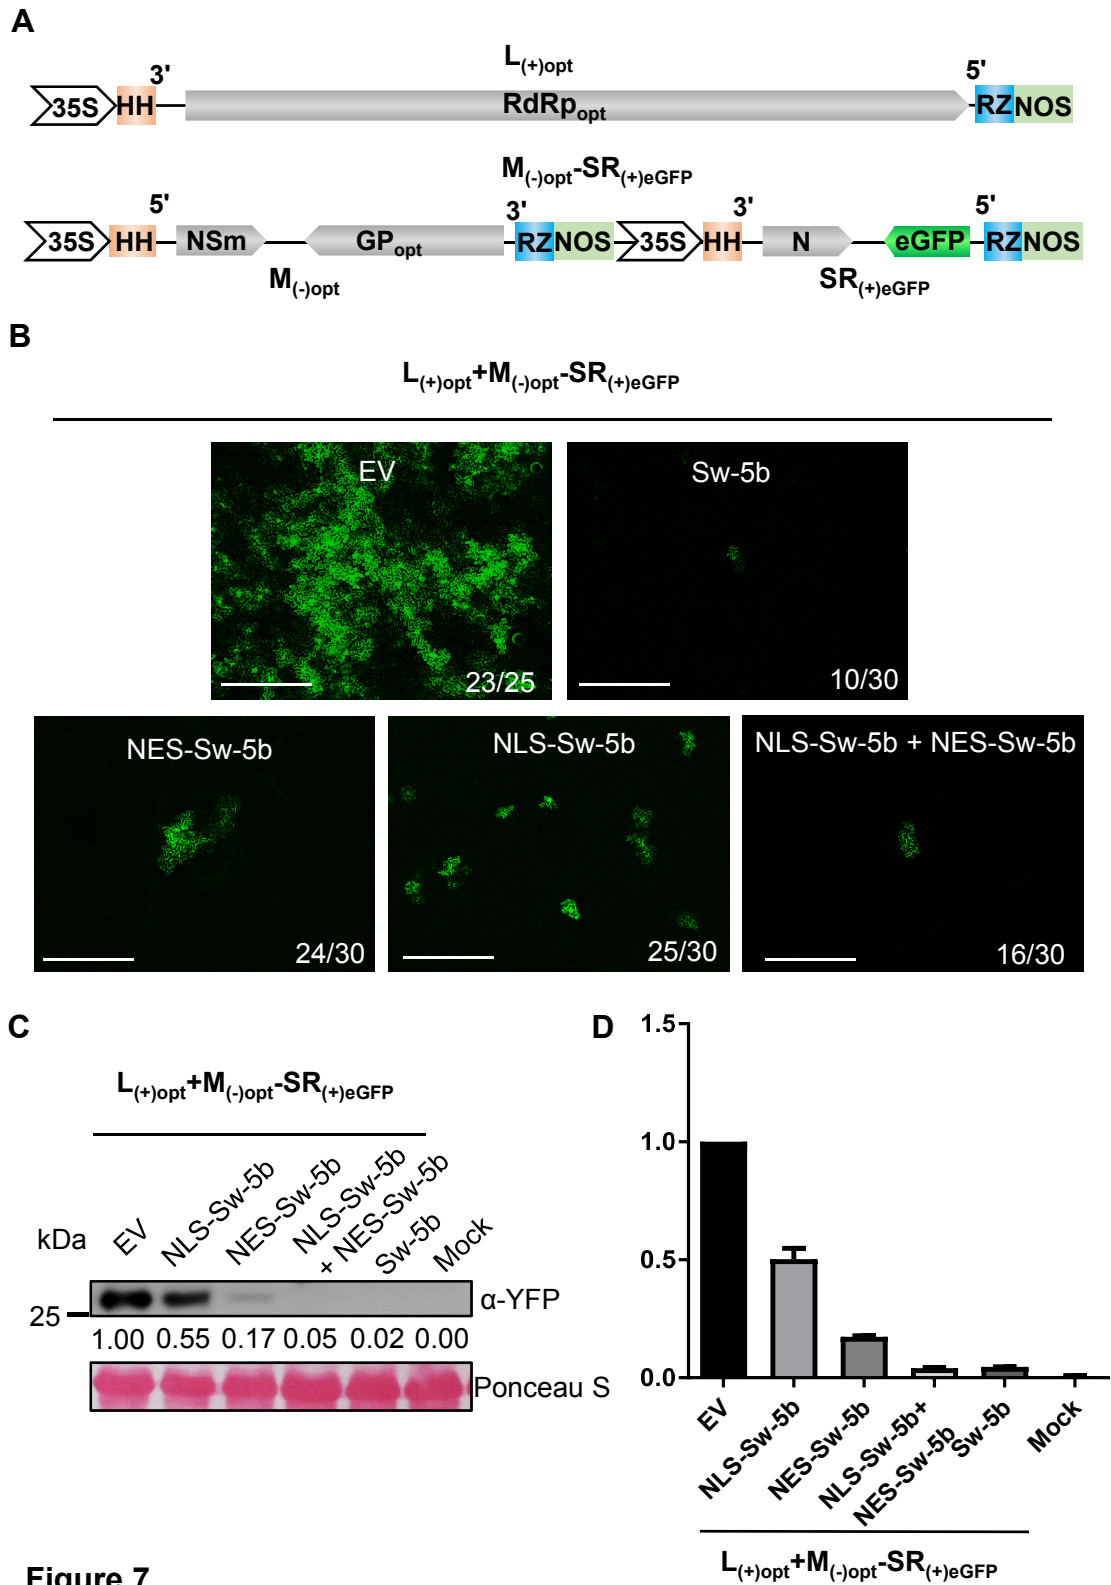 A
L(+)opt
3'
5'
35S HH RdRpopt RZ NOS
M(-)opt-SR(+)eGFP
5'
3'
3'
5'
35S HH NSm GPopt RZ NOS 35S HH N eGFP RZ NOS
M(-)opt
SR(+)eGFP
B
L(+)opt+M(-)opt-SR(+)eGFP
EV
23/25
Sw-5b
10/30
NES-Sw-5b
24/30
NLS-Sw-5b
25/30
NLS-Sw-5b + NES-Sw-5b
16/30
C
L(+)opt+M(-)opt-SR(+)eGFP
kDa
EV
NLS-Sw-5b
NES-Sw-5b
NLS-Sw-5b
+ NES-Sw-5b
Sw-5b
Mock
25
α-YFP
1.00 0.55 0.17 0.05 0.02 0.00
Ponceau S
D
1.5
1.0
0.5
0.0
EV
NLS-Sw-5b
NES-Sw-5b
NLS-Sw-5b+
NES-Sw-5b
Sw-5b
Mock
L(+)opt+M(-)opt-SR(+)eGFP
Figure 7